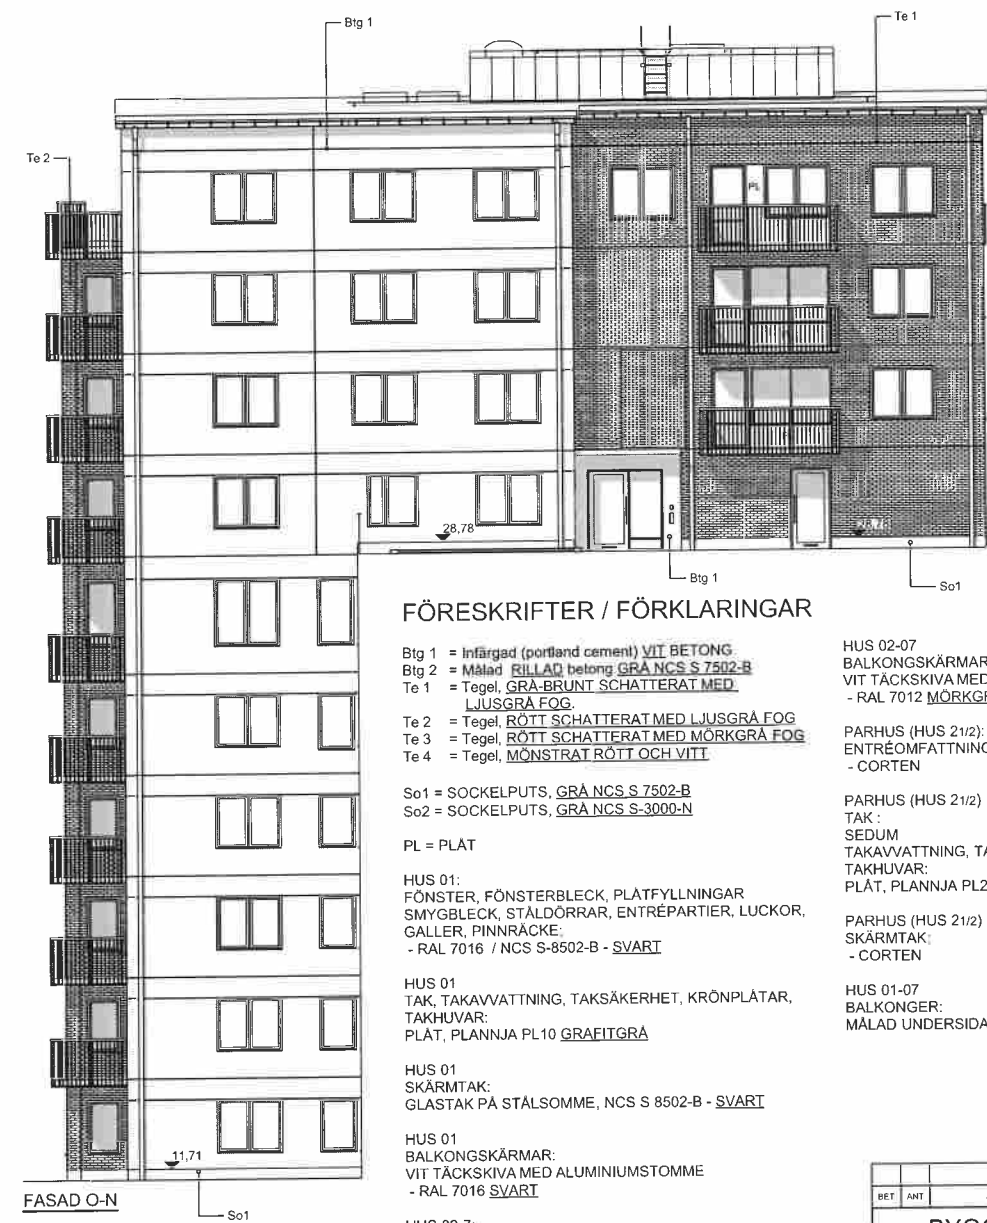 Btg 1
Te 1
Te 2
PL
28,78
28,78
Btg 1
So1
FÖRESKRIFTER / FÖRKLARINGAR
Btg 1 = Infärgad (portland cement) VIT BETONG
Btg 2 = Målad RILLAD betong GRÅ NCS S 7502-B
Te 1 = Tegel, GRÅ-BRUNT SCHATTERAT MED
LJUSGRÅ FOG.
Te 2 = Tegel, RÖTT SCHATTERAT MED LJUSGRÅ FOG
Te 3 = Tegel, RÖTT SCHATTERAT MED MÖRKGRÅ FOG
Te 4 = Tegel, MÖNSTRAT RÖTT OCH VITT
So1 = SOCKELPUTS, GRÅ NCS S 7502-B
So2 = SOCKELPUTS, GRÅ NCS S-3000-N
PL = PLÅT
HUS 01:
FÖNSTER, FÖNSTERBLECK, PLÅTFYLLNINGAR
SMYGBLECK, STÅLDÖRRAR, ENTRÉPARTIER, LUCKOR,
GALLER, PINNRÄCKE;
- RAL 7016 / NCS S-8502-B - SVART
HUS 01
TAK, TAKAVVATTNING, TAKSÄKERHET, KRÖNPLÅTAR,
TAKHUVAR:
PLÅT, PLANNJA PL10 GRAFITGRÅ
HUS 01
SKÄRMTAK:
GLASTAK PÅ STÅLSOMME, NCS S 8502-B - SVART
HUS 01
BALKONGSKÄRMAR:
VIT TÄCKSKIVA MED ALUMINIUMSTOMME
- RAL 7016 SVART
HUS 02-07
BALKONGSKÄRMAR
VIT TÄCKSKIVA MED
- RAL 7012
PARHUS (HUS 21/2):
- CORTEN
PARHUS (HUS 21/2)
TAK :
SEDUM
TAKAVVATTNING,
TAKHUVAR:
PLÅT, PLANNJA
PARHUS (HUS 21/2)
SKÄRMTAK:
- CORTEN
HUS 01-07
BALKONGER:
MÅLAD UNDERSIDA
11,71
FASAD O-N
So1
BET ANT